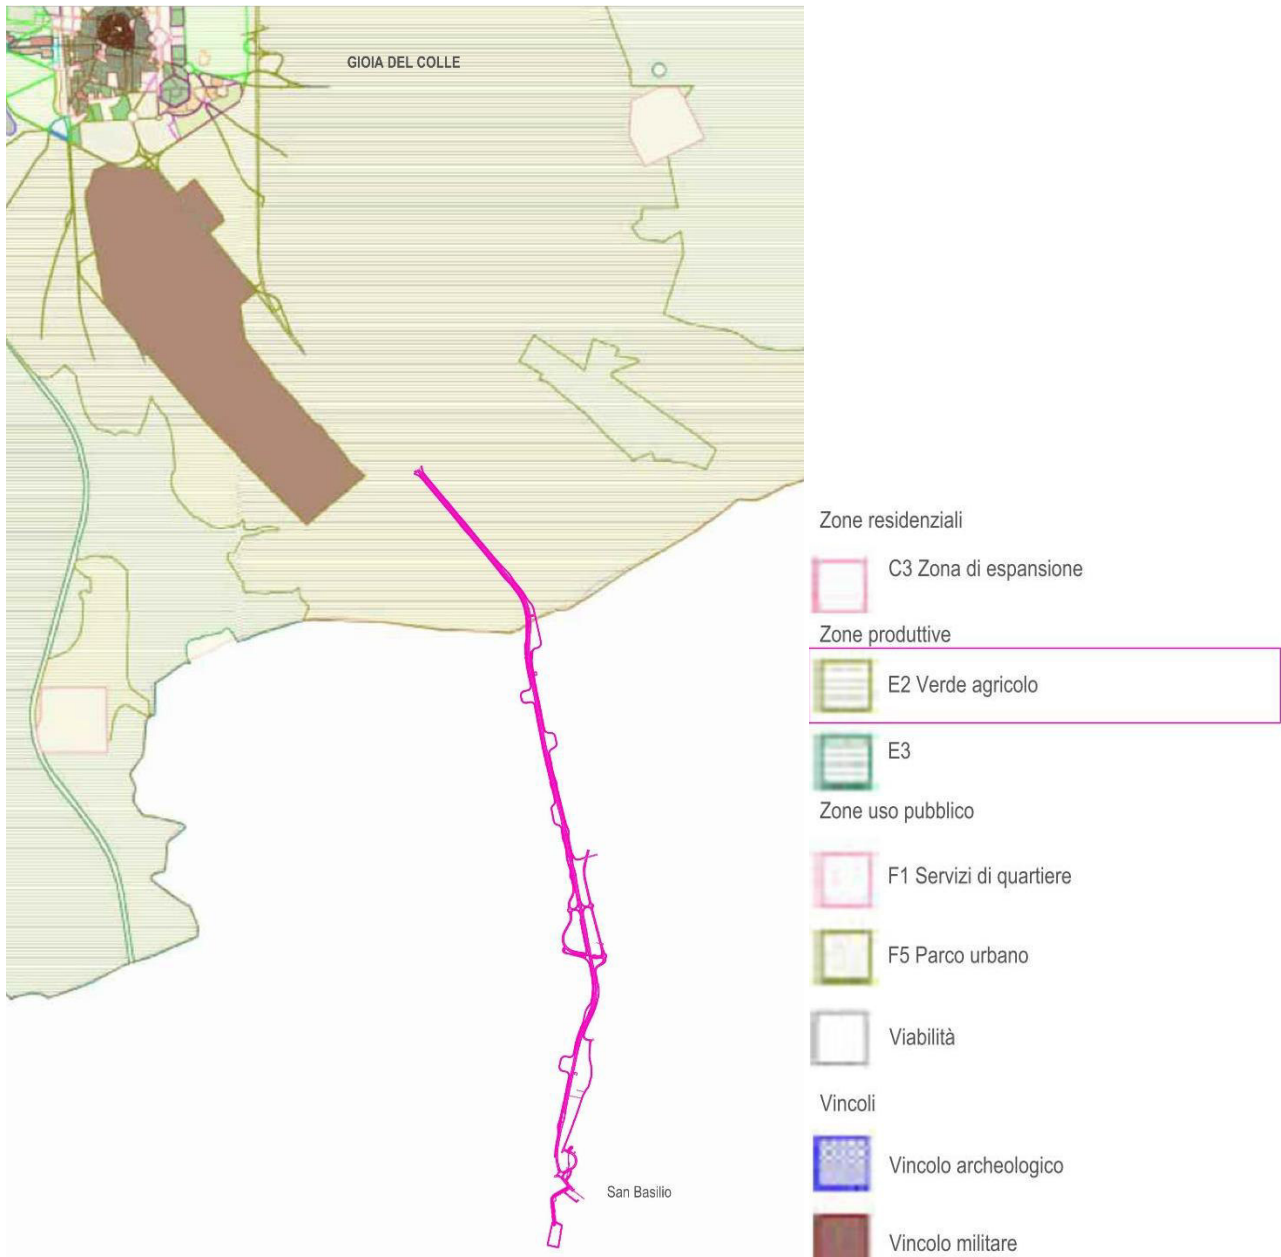 GIOIA DEL COLLE
San Basilio
Zone residenziali
C3 Zona di espansione
Zone produttive
E2 Verde agricolo
E3
Zone uso pubblico
F1 Servizi di quartiere
F5 Parco urbano
Viabilità
Vincoli
Vincolo archeologico
Vincolo militare